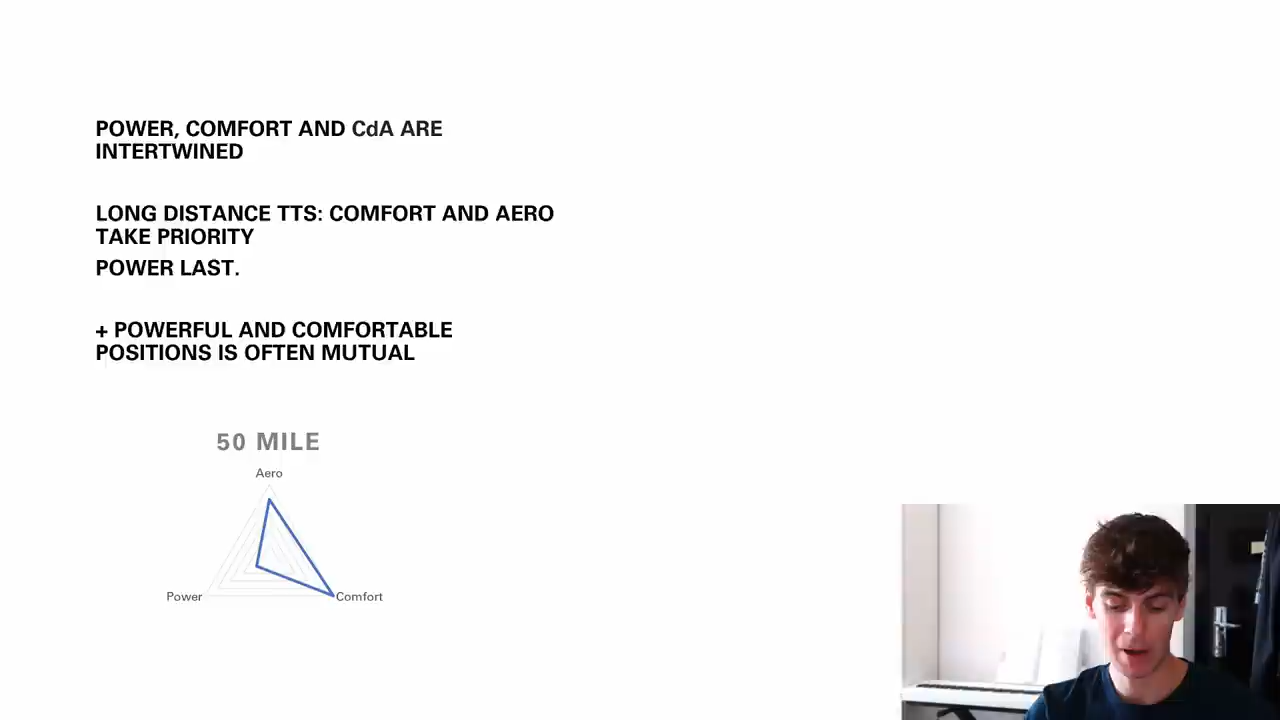 POWER, COMFORT AND CdA ARE
INTERTWINED
LONG DISTANCE TTS: COMFORT AND AERO
TAKE PRIORITY
POWER LAST.
+ POWERFUL AND COMFORTABLE
POSITIONS IS OFTEN MUTUAL
50 MILE
Aero
Power
Comfort